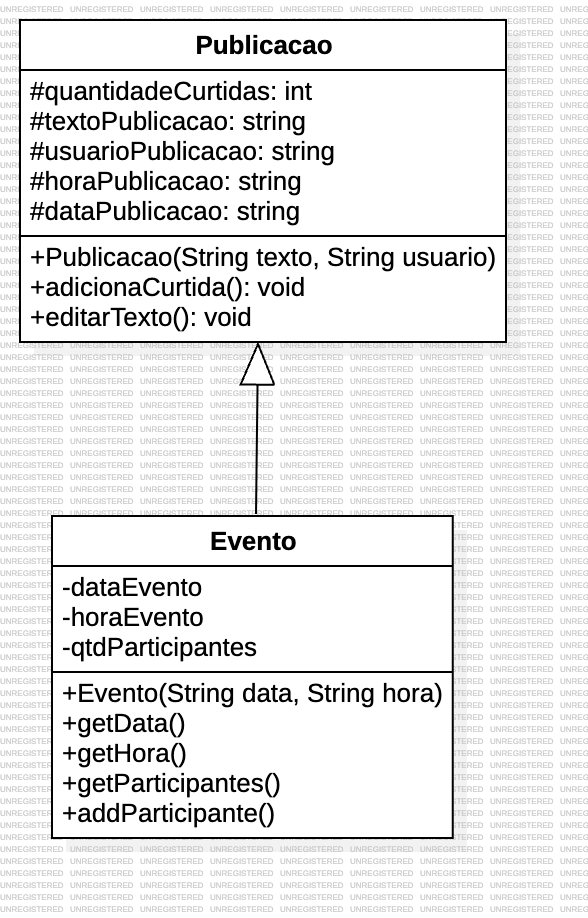 Publicacao
#quantidadeCurtidas: int
#textoPublicacao: string
#usuarioPublicacao: string
#horaPublicacao: string
#dataPublicacao: string
+Publicacao(String texto, String usuario)
+adicionaCurtida(): void
+editarTexto(): void
Evento
-dataEvento
-horaEvento
-qtdParticipantes
+Evento(String data, String hora)
+getData()
+getHora()
+getParticipantes()
+addParticipante()
UNREGISTERED